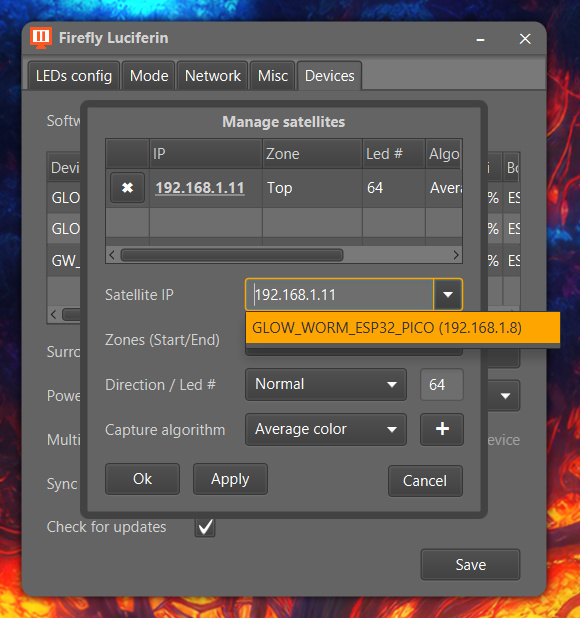 Firefly Luciferin
LEDs config Mode Network Misc Devices
Softw
Manage satellites
Devi IP Zone Led # Algo i Bo
GLO 192.168.1.11 Top 64 Avera % ES
GLO % ES
GW_ % ES
Satellite IP 192.168.1.11
GLOW_WORM_ESP32_PICO (192.168.1.8)
Zones (Start/End)
Surro
Direction / Led # Normal 64
Powe
Capture algorithm Average color +
Multi evice
Ok Apply Cancel
Sync
Check for updates
Save